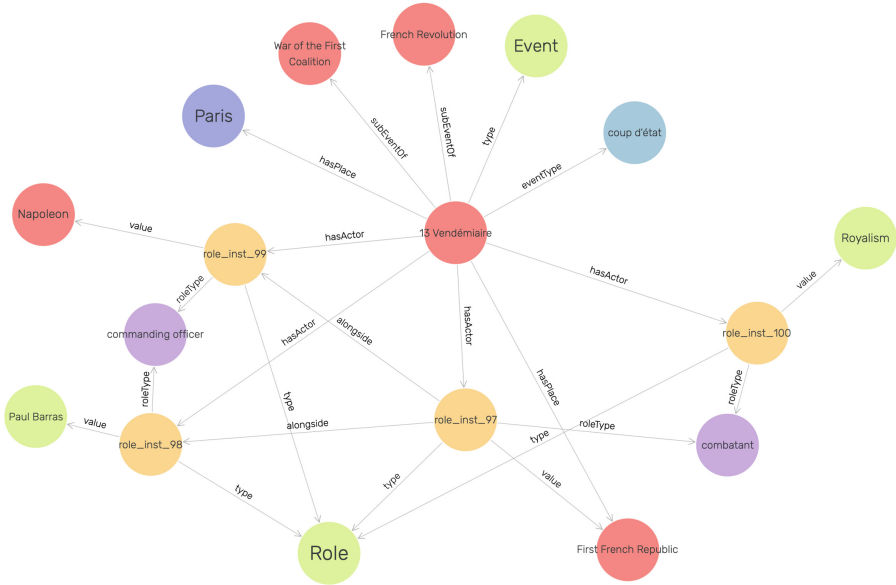 War of the First
Coalition
French Revolution
Event
Paris
coup d'état
subEventOf
subEventOf
type
hasPlace
eventType
Napoleon
value
13 Vendémiaire
hasActor
role_inst_99
Royalism
hasActor
value
roleType
commanding officer
hasActor
alongside
hasActor
role_inst_100
roleType
type
hasPlace
roleType
Paul Barras
value
role_inst_98
alongside
role_inst_97
roleType
type
combatant
type
type
value
Role
First French Republic